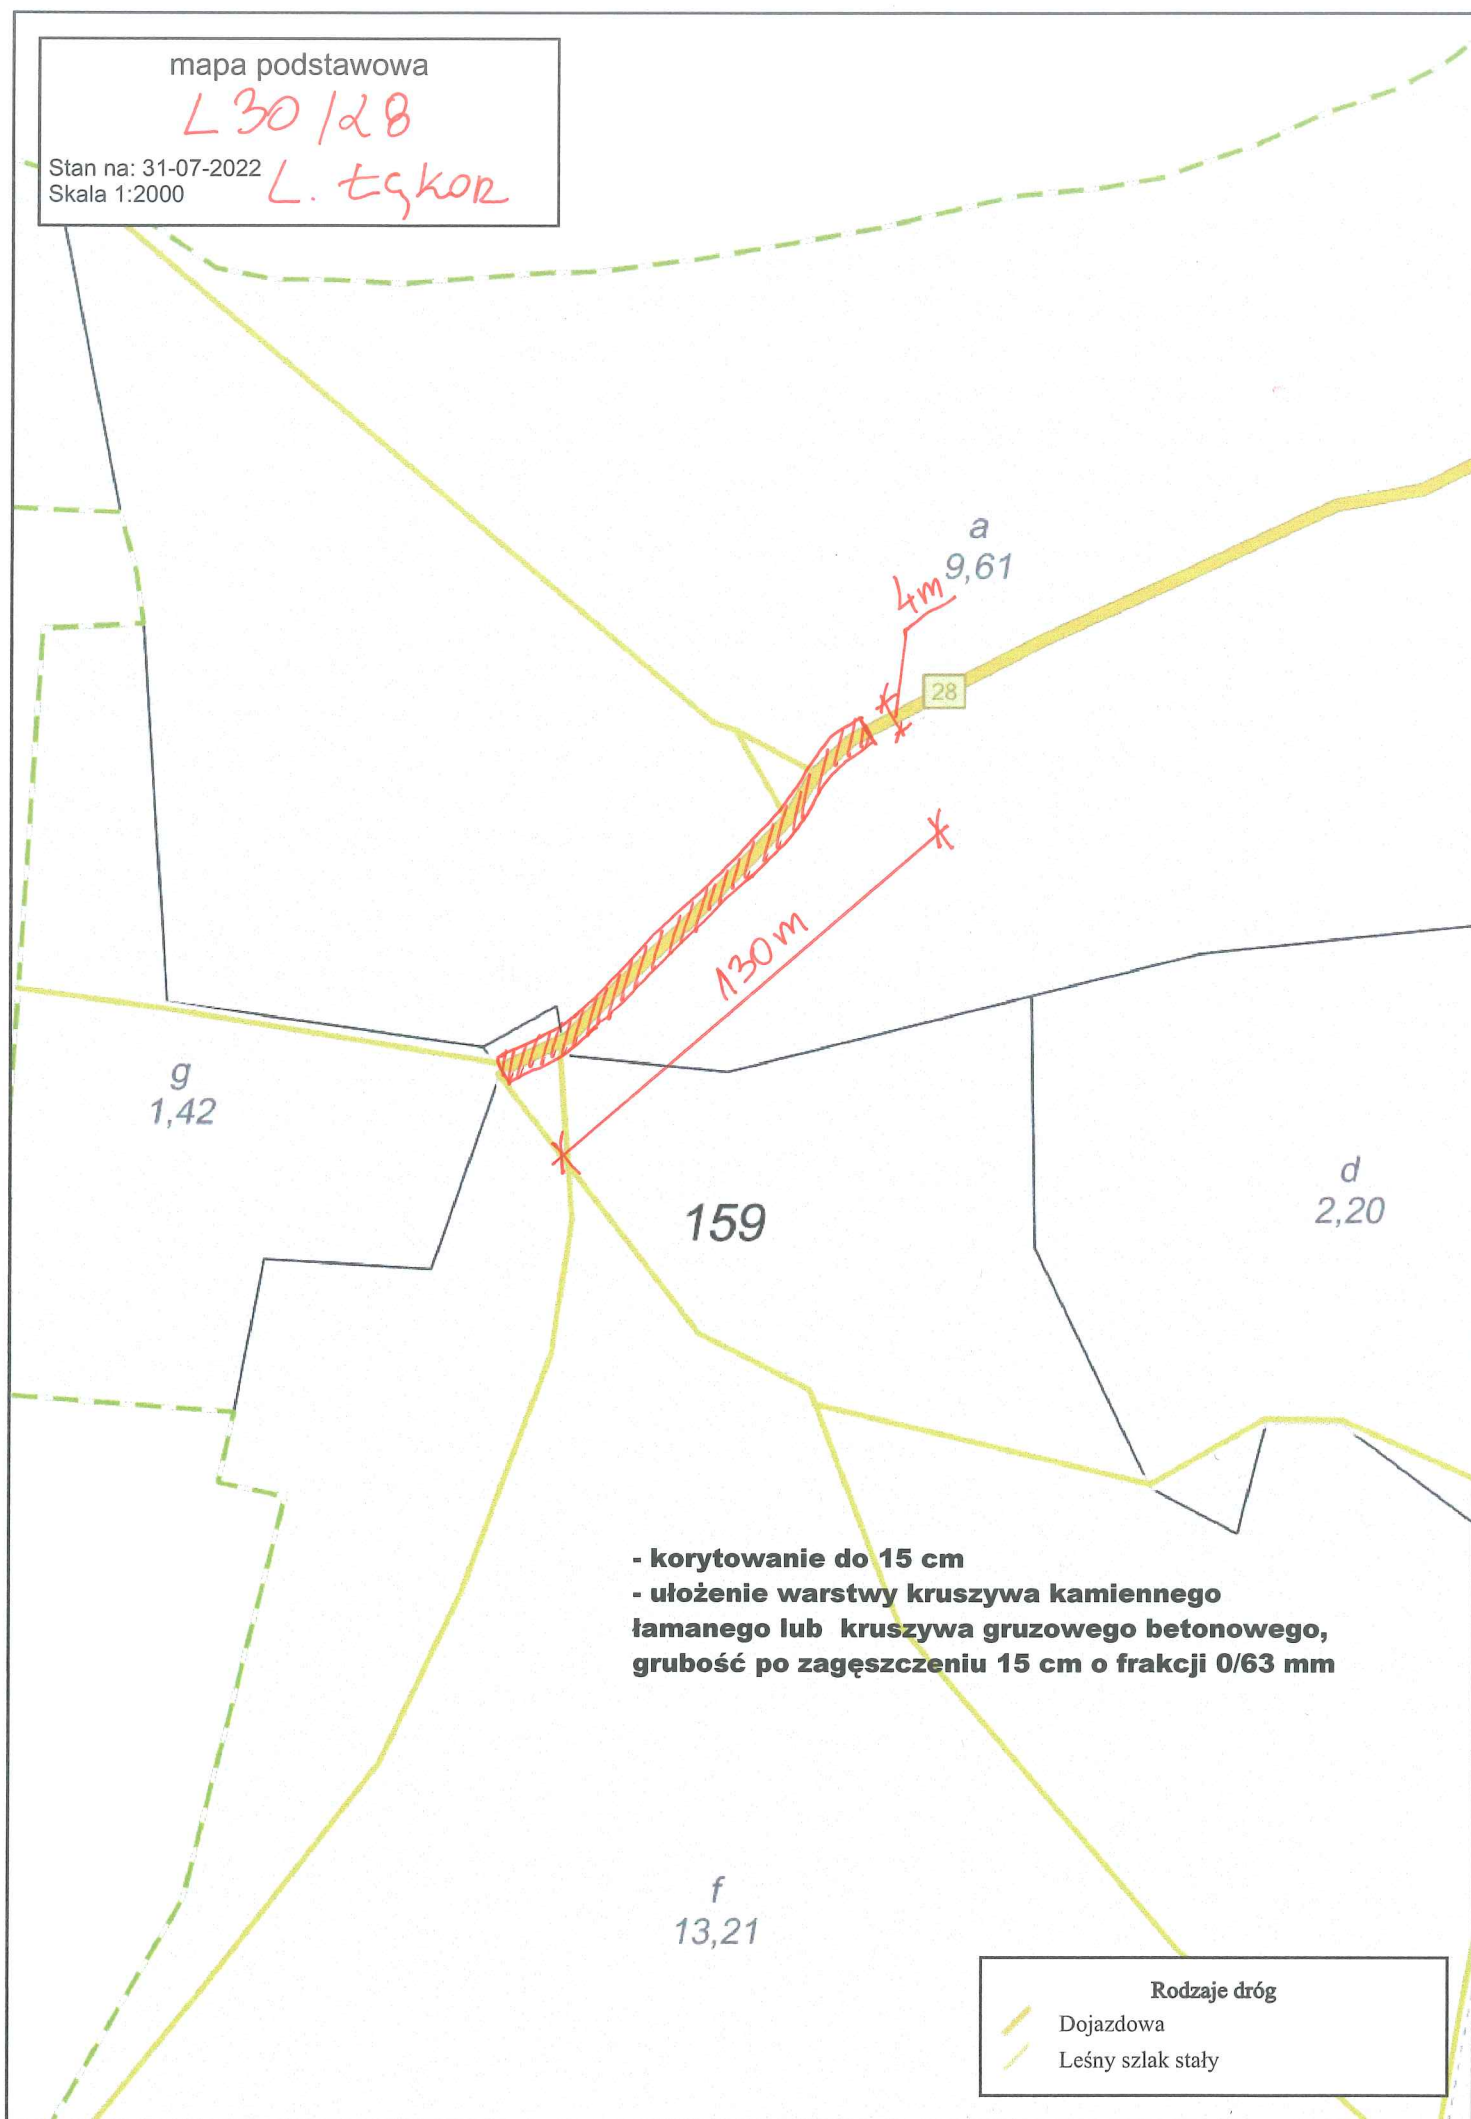 mapa podstawowa
L30/28
Stan na: 31-07-2022
Skala 1:2000
L. Łąkorz
a
9,61
4m
28
130m
g
1,42
159
d
2,20
- korytowanie do 15 cm
- ułożenie warstwy kruszywa kamiennego
łamanego lub kruszywa gruzowego betonowego,
grubość po zagęszczeniu 15 cm o frakcji 0/63 mm
f
13,21
Rodzaje dróg
Dojazdowa
Leśny szlak stały